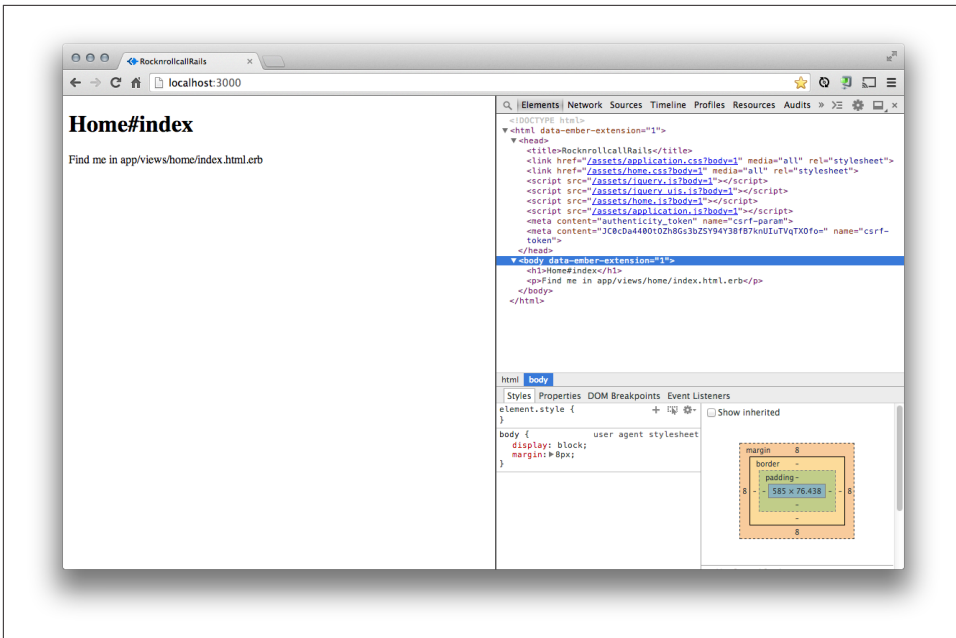 RocknrollcallRails
localhost:3000
Home#index
Find me in app/views/home/index.html.erb
Elements Network Sources Timeline Profiles Resources Audits »
<!DOCTYPE html>
▼<html data-ember-extension="1">
▼<head>
<title>RocknrollcallRails</title>
<link href="/assets/application.css?body=1" media="all" rel="stylesheet">
<link href="/assets/home.css?body=1" media="all" rel="stylesheet">
<script src="/assets/jquery.js?body=1"></script>
<script src="/assets/jquery_ujs.js?body=1"></script>
<script src="/assets/home.js?body=1"></script>
<script src="/assets/application.js?body=1"></script>
<meta content="authenticity_token" name="csrf-param">
<meta content="JC0cDa440tOZh8Gs3bZSY94Y38fB7knUIuTVqTXOfo=" name="csrf-
token">
</head>
▼<body data-ember-extension="1">
<h1>Home#index</h1>
<p>Find me in app/views/home/index.html.erb</p>
</body>
</html>
html body
Styles Properties DOM Breakpoints Event Listeners
element.style {
}
body { user agent stylesheet
display: block;
margin:▶8px;
}
Show inherited
margin 8
border -
padding -
8 - - 585 × 76.438 - - 8
-
-
8